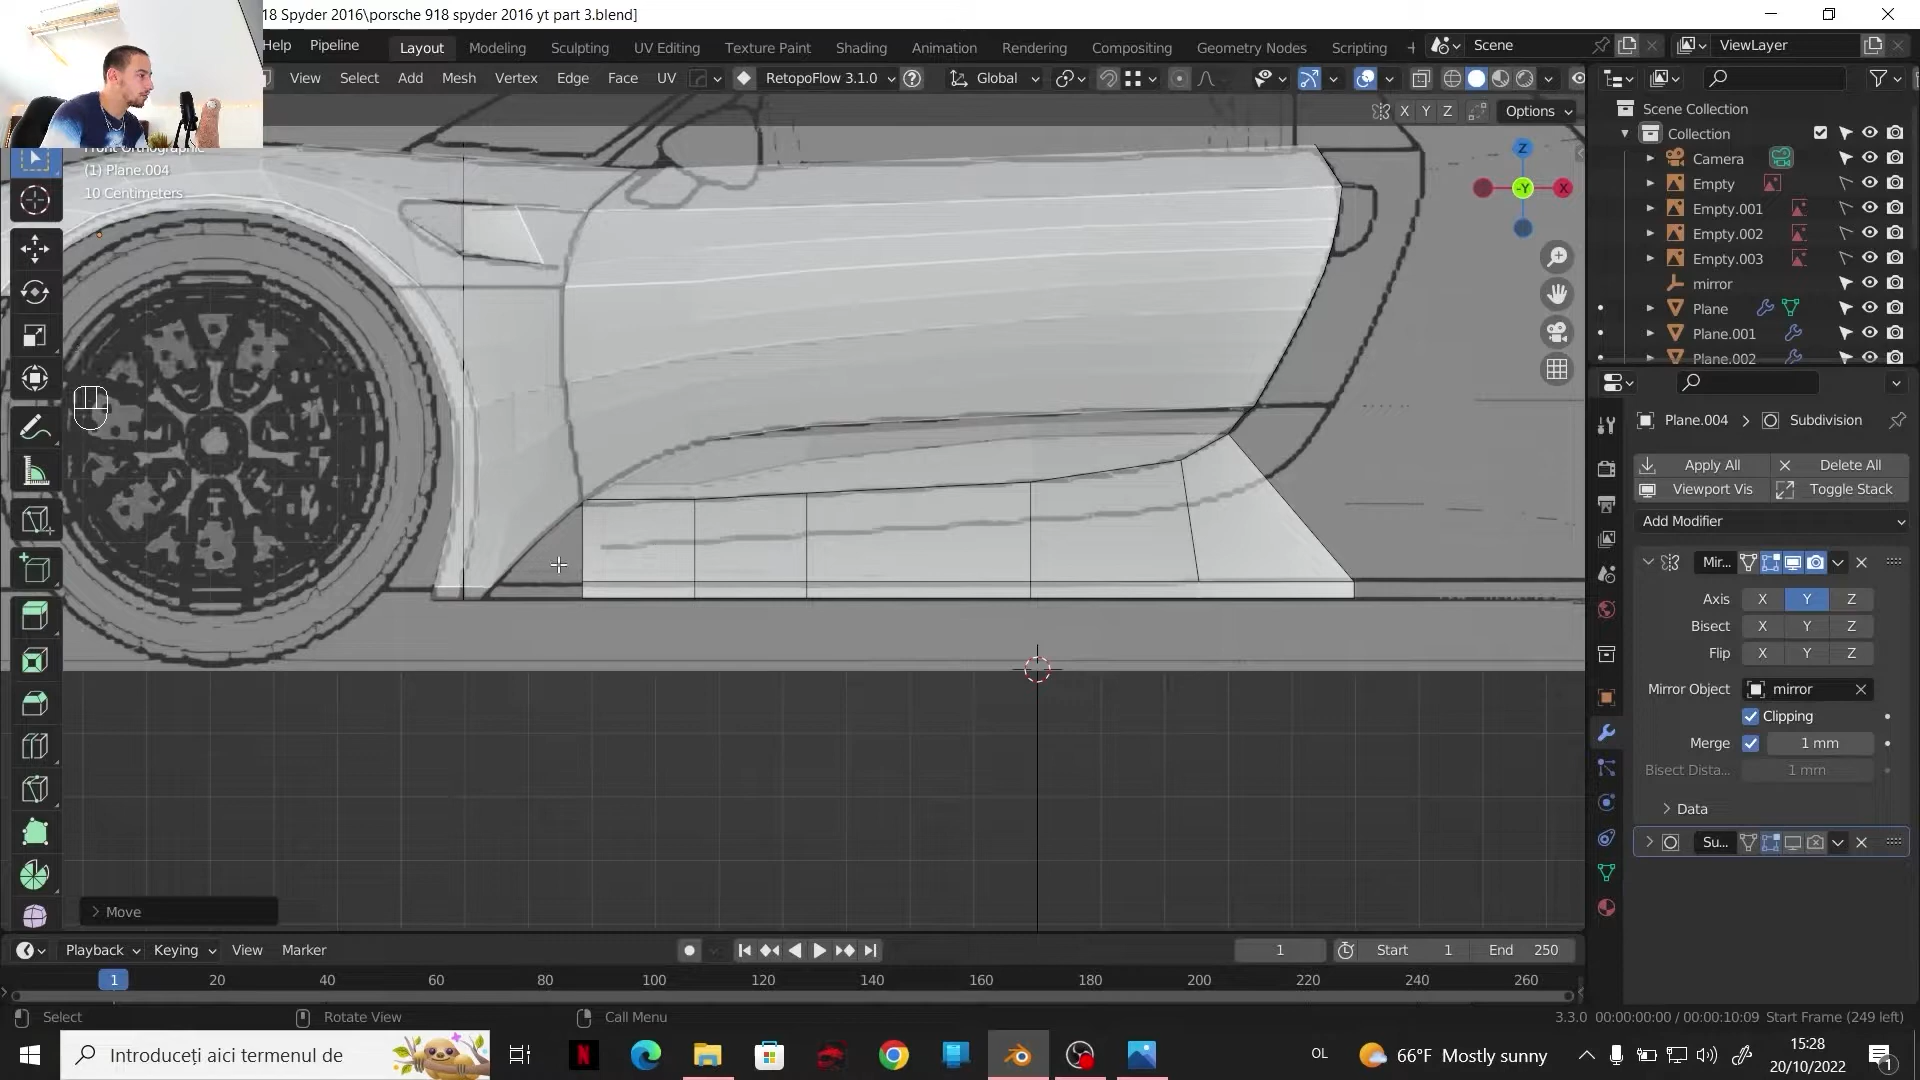 18 Spyder 2016\porsche 918 spyder 2016 yt part 3.blend]
Help Pipeline Layout Modeling Sculpting UV Editing Texture Paint Shading Animation Rendering Compositing Geometry Nodes Scripting + Scene ViewLayer
View Select Add Mesh Vertex Edge Face UV RetopoFlow 3.1.0 Global
X Y Z Options
Front Orthographic
(1) Plane.004
10 Centimeters
Z
-Y
X
Scene Collection
Collection
Camera
Empty
Empty.001
Empty.002
Empty.003
mirror
Plane
Plane.001
Plane.002
Plane.004 > Subdivision
Apply All Delete All
Viewport Vis Toggle Stack
Add Modifier
Mir...
Axis X Y Z
Bisect X Y Z
Flip X Y Z
Mirror Object mirror
Clipping
Merge 1 mm
Bisect Dista... 1 mm
Data
Su...
Move
Playback Keying View Marker 1 Start 1 End 250
1 20 40 60 80 100 120 140 160 180 200 220 240 260
Select Rotate View Call Menu 3.3.0 00:00:00:00 / 00:00:10:09 Start Frame (249 left)
Introduceți aici termenul de OL 66°F Mostly sunny 15:28
20/10/2022
1